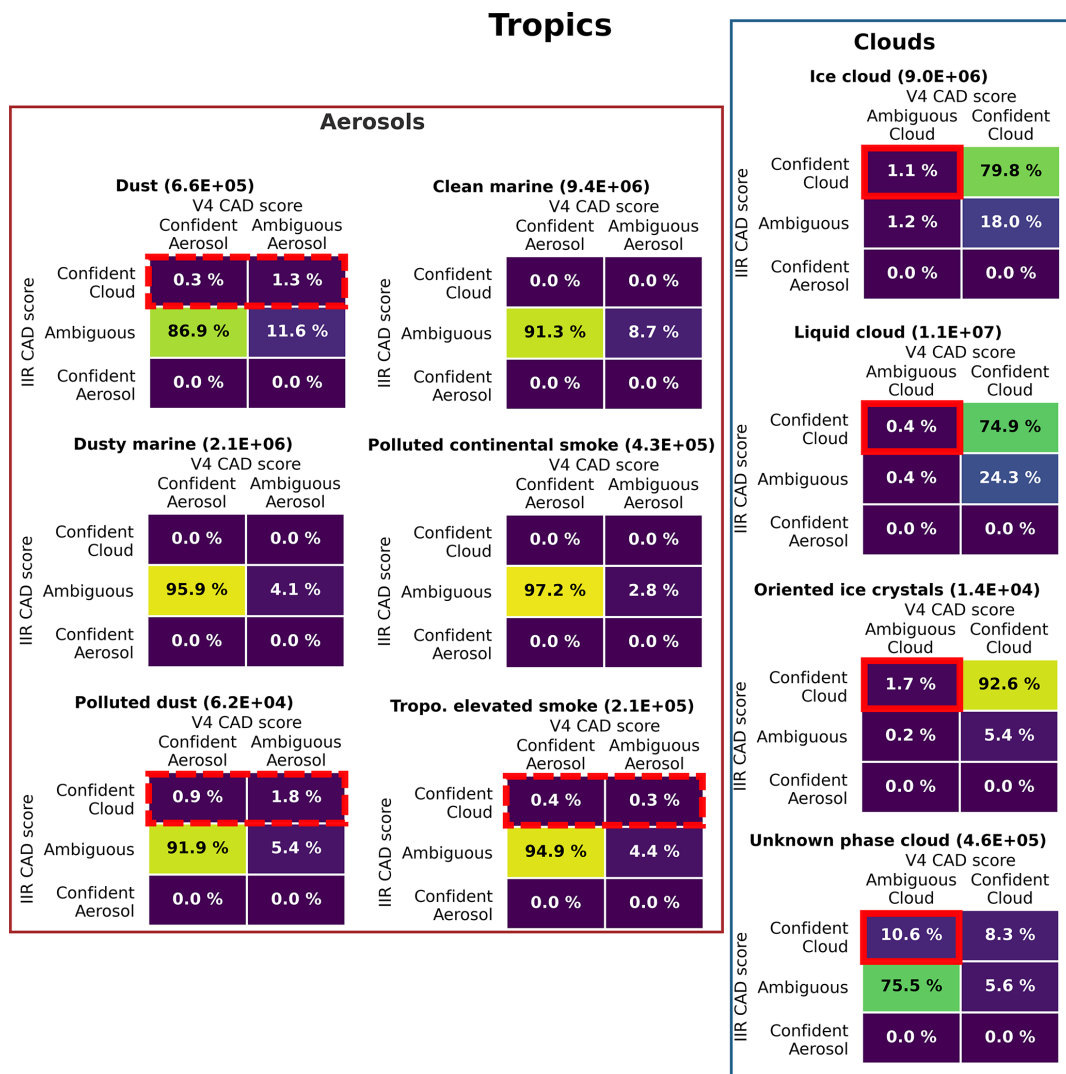 Tropics
Aerosols
Dust (6.6E+05)
V4 CAD score
Confident Aerosol
Ambiguous Aerosol
IIR CAD score
Confident Cloud
0.3 %
1.3 %
Ambiguous
86.9 %
11.6 %
Confident Aerosol
0.0 %
0.0 %
Clean marine (9.4E+06)
V4 CAD score
Confident Aerosol
Ambiguous Aerosol
IIR CAD score
Confident Cloud
0.0 %
0.0 %
Ambiguous
91.3 %
8.7 %
Confident Aerosol
0.0 %
0.0 %
Dusty marine (2.1E+06)
V4 CAD score
Confident Aerosol
Ambiguous Aerosol
IIR CAD score
Confident Cloud
0.0 %
0.0 %
Ambiguous
95.9 %
4.1 %
Confident Aerosol
0.0 %
0.0 %
Polluted continental smoke (4.3E+05)
V4 CAD score
Confident Aerosol
Ambiguous Aerosol
IIR CAD score
Confident Cloud
0.0 %
0.0 %
Ambiguous
97.2 %
2.8 %
Confident Aerosol
0.0 %
0.0 %
Polluted dust (6.2E+04)
V4 CAD score
Confident Aerosol
Ambiguous Aerosol
IIR CAD score
Confident Cloud
0.9 %
1.8 %
Ambiguous
91.9 %
5.4 %
Confident Aerosol
0.0 %
0.0 %
Tropo. elevated smoke (2.1E+05)
V4 CAD score
Confident Aerosol
Ambiguous Aerosol
IIR CAD score
Confident Cloud
0.4 %
0.3 %
Ambiguous
94.9 %
4.4 %
Confident Aerosol
0.0 %
0.0 %
Clouds
Ice cloud (9.0E+06)
V4 CAD score
Ambiguous Cloud
Confident Cloud
IIR CAD score
Confident Cloud
1.1 %
79.8 %
Ambiguous
1.2 %
18.0 %
Confident Aerosol
0.0 %
0.0 %
Liquid cloud (1.1E+07)
V4 CAD score
Ambiguous Cloud
Confident Cloud
IIR CAD score
Confident Cloud
0.4 %
74.9 %
Ambiguous
0.4 %
24.3 %
Confident Aerosol
0.0 %
0.0 %
Oriented ice crystals (1.4E+04)
V4 CAD score
Ambiguous Cloud
Confident Cloud
IIR CAD score
Confident Cloud
1.7 %
92.6 %
Ambiguous
0.2 %
5.4 %
Confident Aerosol
0.0 %
0.0 %
Unknown phase cloud (4.6E+05)
V4 CAD score
Ambiguous Cloud
Confident Cloud
IIR CAD score
Confident Cloud
10.6 %
8.3 %
Ambiguous
75.5 %
5.6 %
Confident Aerosol
0.0 %
0.0 %